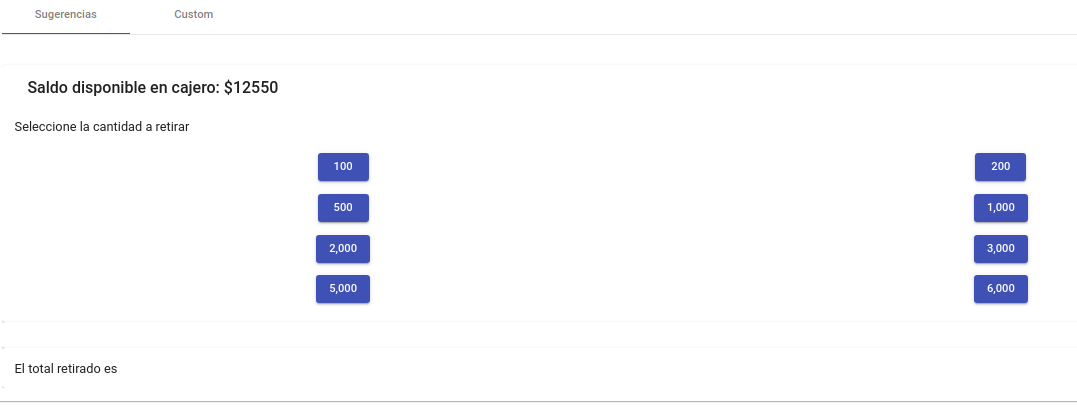 Sugerencias Custom
Saldo disponible en cajero: $12550
Seleccione la cantidad a retirar
100 200
500 1,000
2,000 3,000
5,000 6,000
El total retirado es